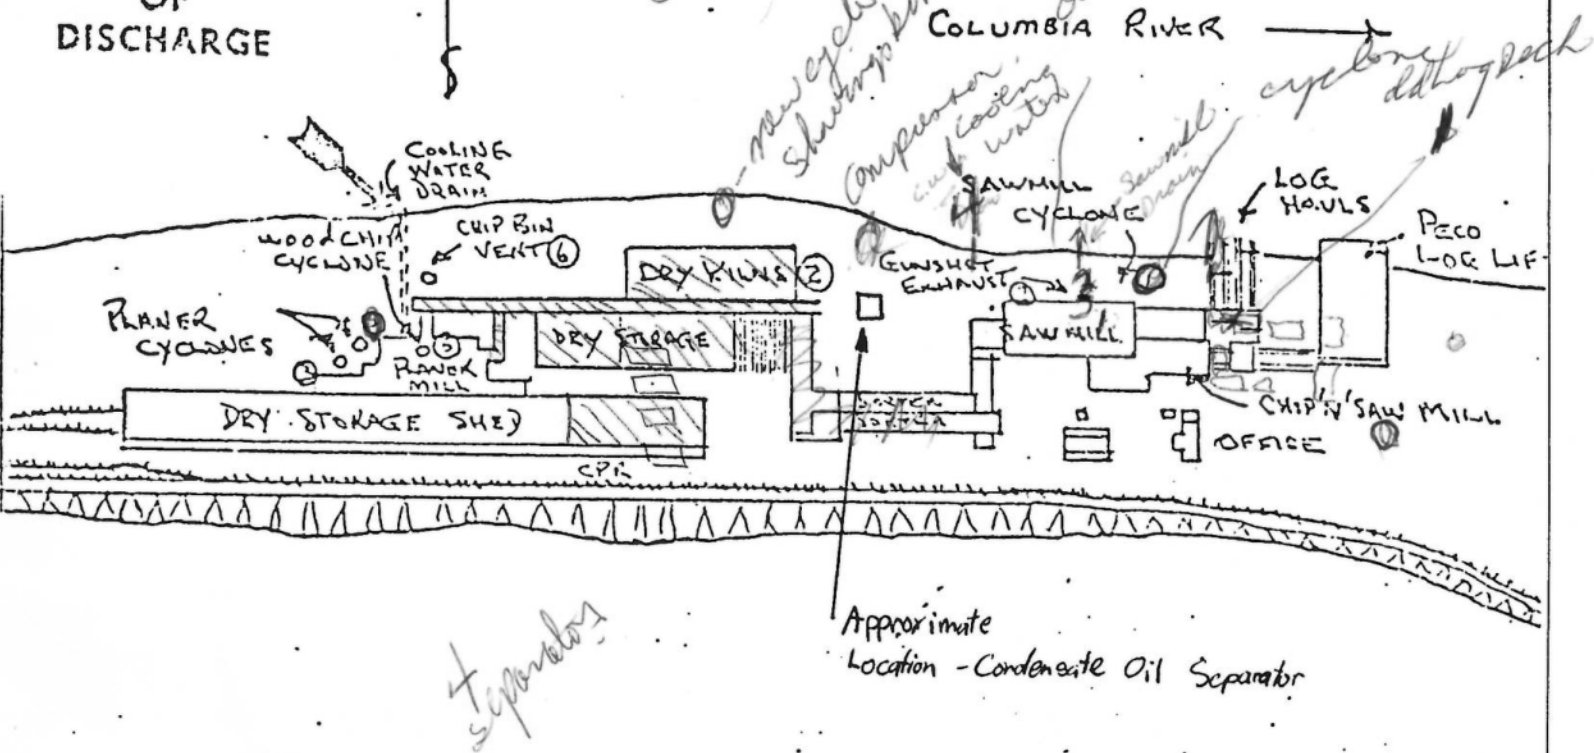 DISCHARGE
COLUMBIA RIVER
new
shavings
compressor
cooling
water
cyclone
sawmill
drain
COOLING
WATER
DRAIN
WOOD CHIP
CYCLONE
CHIP BIN
VENT 6
SAWMILL
CYCLONE
LOG
HAULS
PECO
LOG LIF
DRY KILNS 2
GUNSHOT
EXHAUST
PLANER
CYCLONES
DRY STORAGE
SAWMILL
PLANER
MILL
DRY STORAGE SHED
SORTER
CHIP'N'SAW MILL
OFFICE
CPR
Approximate
Location - Condensate Oil Separator
separator